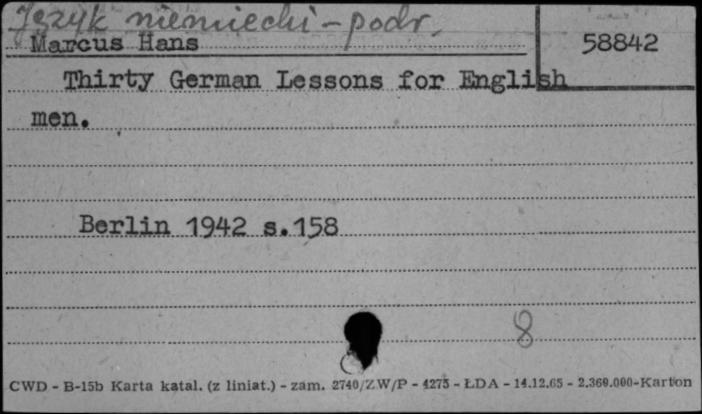 Język niemiecki - podr.
Marcus Hans
58842
Thirty German Lessons for English
men.
Berlin 1942 s.158
8
CWD - B-15b Karta katal. (z liniat.) - zam. 2740/ZW/P - 4275 - ŁDA - 14.12.65 - 2.360.000-Karton